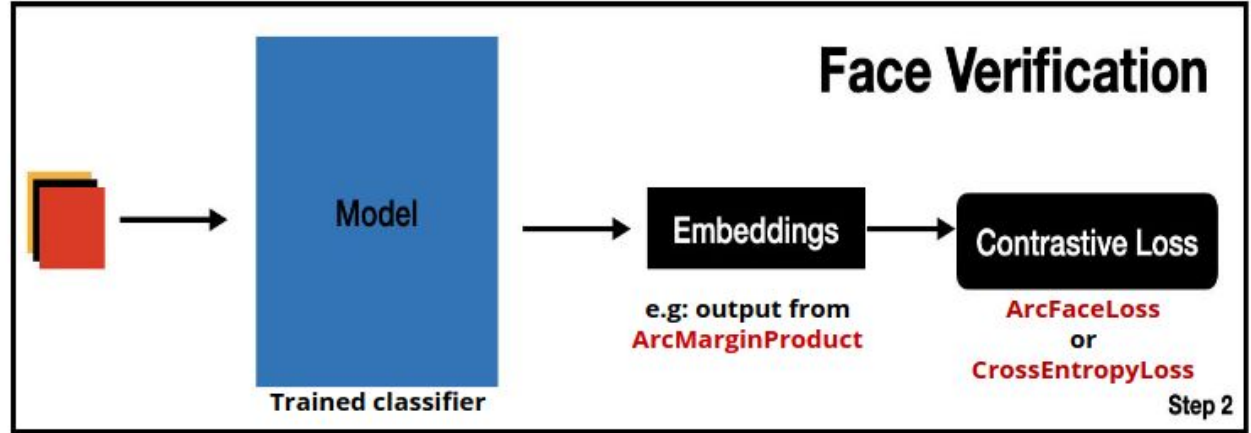 Face Verification
Model
Embeddings
Contrastive Loss
e.g: output from
ArcMarginProduct
ArcFaceLoss
or
CrossEntropyLoss
Trained classifier
Step 2